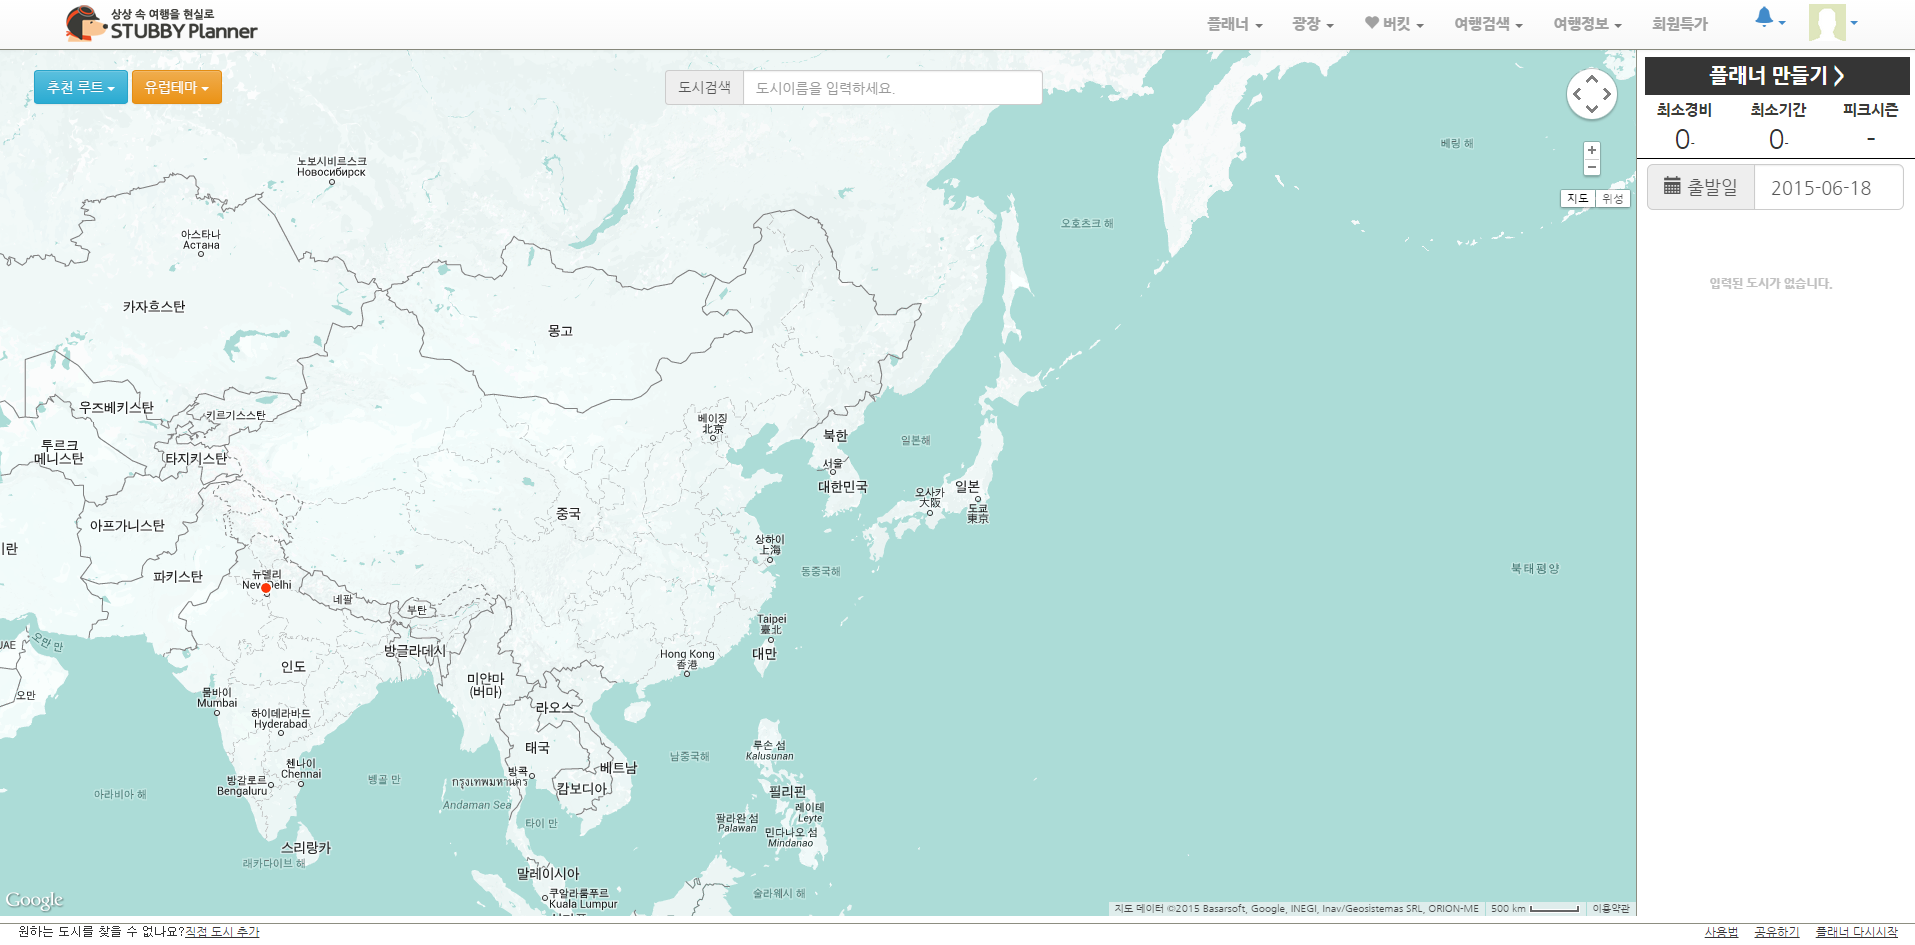 상상 속 여행을 현실로
STUBBY Planner
플래너 광장 버킷 여행검색 여행정보 회원특가
추천 루트 유럽테마
도시검색 도시이름을 입력하세요.
플래너 만들기
최소경비 최소기간 피크시즌
0- 0- -
출발일 2015-06-18
입력된 도시가 없습니다.
+
−
지도 위성
노보시비르스크
Новосибирск
아스타나
Астана
카자흐스탄
몽고
베링 해
오호츠크 해
우즈베키스탄
키르기스스탄
투르크
메니스탄
타지키스탄
베이징
北京
북한
서울
대한민국
일본해
오사카
大阪
일본
도쿄
東京
아프가니스탄
중국
이란
상하이
上海
동중국해
북태평양
파키스탄
뉴델리
New Delhi
네팔
부탄
Taipei
臺北
대만
UAE
오만 만
오만
방글라데시
인도
미얀마
(버마)
Hong Kong
香港
뭄바이
Mumbai
하이데라바드
Hyderabad
라오스
태국
베트남
남중국해
루손 섬
Kalusunan
첸나이
Chennai
방갈로르
Bengaluru
벵골 만
아라비아 해
방콕
กรุงเทพมหานคร
캄보디아
Andaman Sea
타이 만
필리핀
레이테
Leyte
팔라완 섬
Palawan
민다나오 섬
Mindanao
스리랑카
래카다이브 해
말레이시아
쿠알라룸푸르
Kuala Lumpur
술라웨시 해
Google
지도 데이터 ©2015 Basarsoft, Google, INEGI, Inav/Geosistemas SRL, ORION-ME 500 km 이용약관
원하는 도시를 찾을 수 없나요?직접 도시 추가
사용법 공유하기 플래너 다시시작